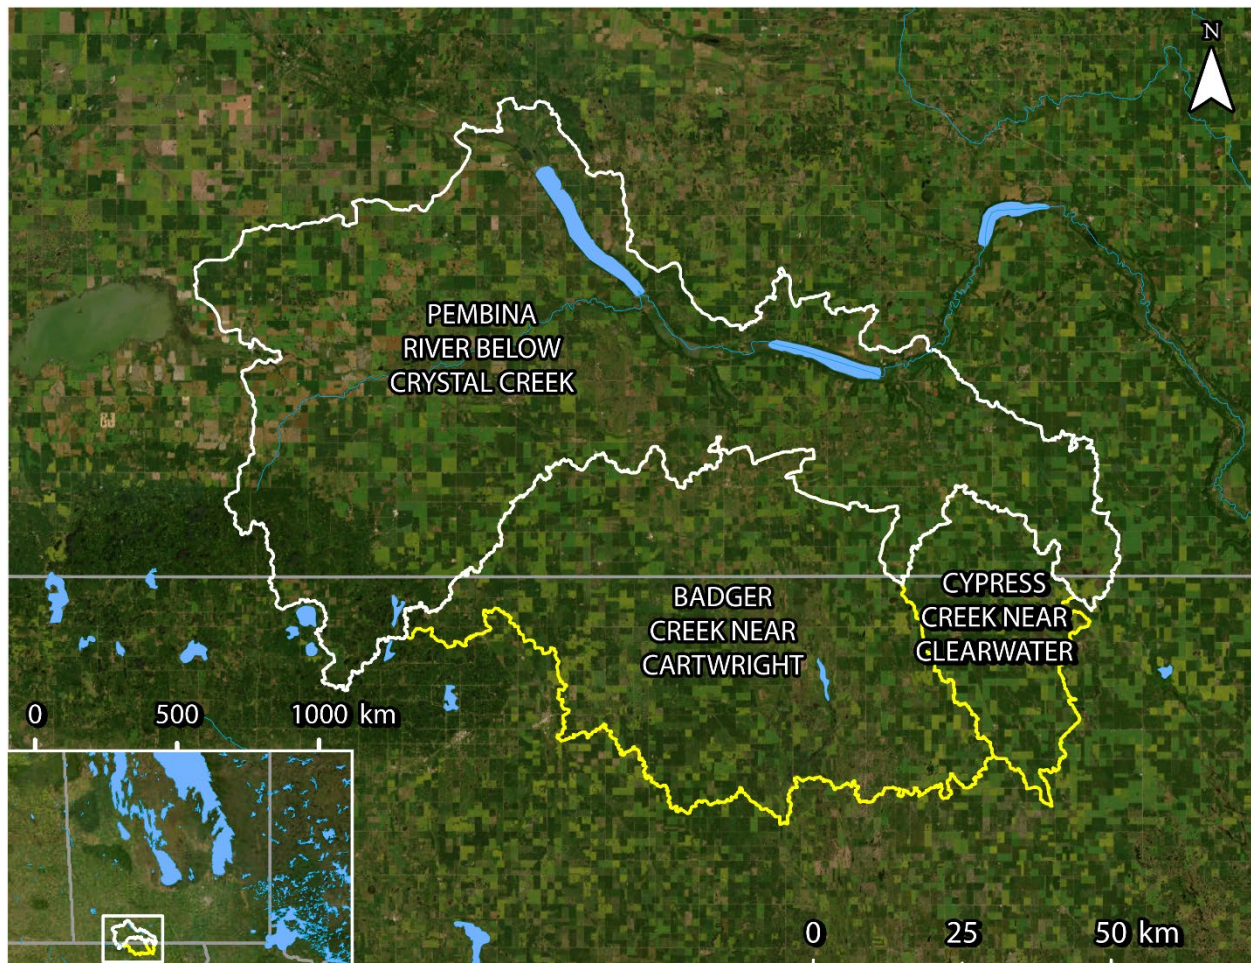 N
PEMBINA
RIVER BELOW
CRYSTAL CREEK
BADGER
CREEK NEAR
CARTWRIGHT
CYPRESS
CREEK NEAR
CLEARWATER
0 500 1000 km
0 25 50 km